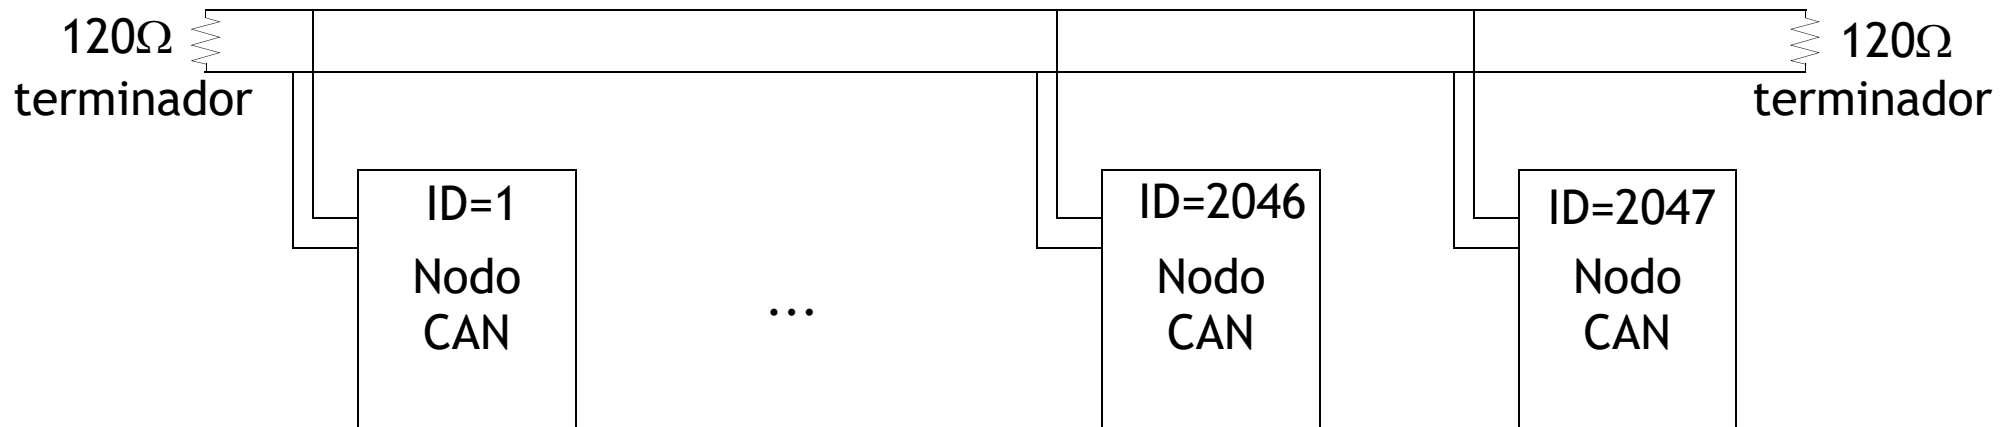 120Ω
terminador
120Ω
terminador
ID=1
Nodo
CAN
...
ID=2046
Nodo
CAN
ID=2047
Nodo
CAN